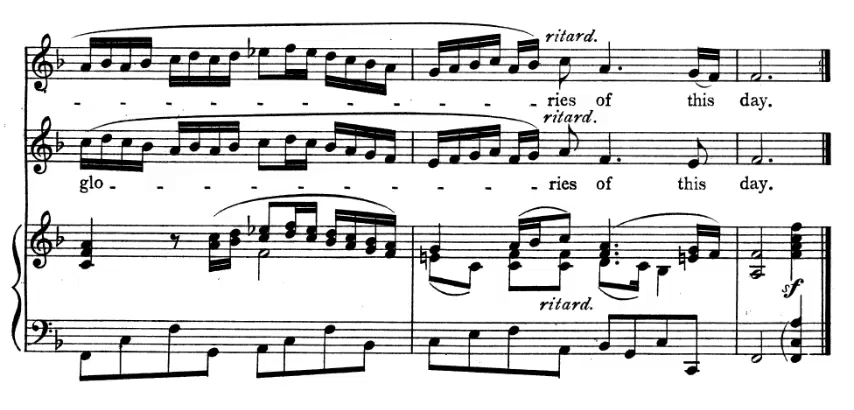 ritard.
- - - - - - - - - - - - - ries of this day.
ritard.
glo - - - - - - - - - - - - ries of this day.
ritard.
sf